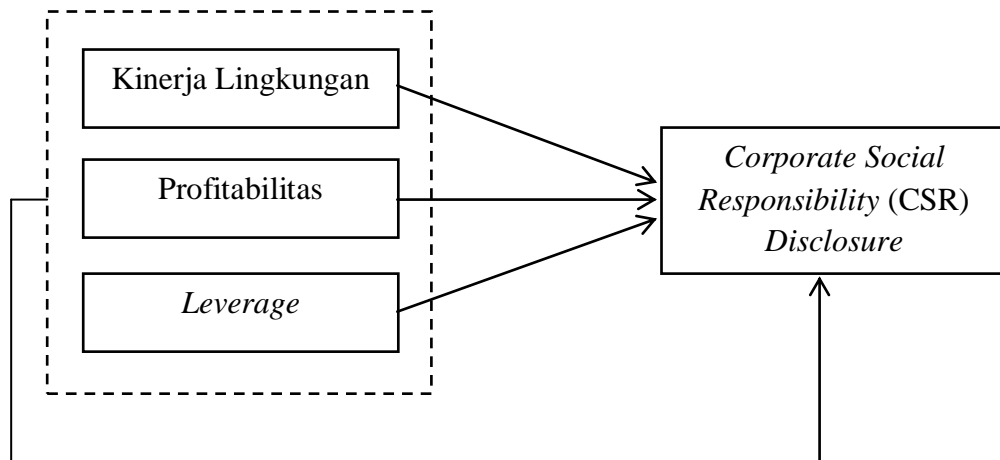 Kinerja Lingkungan
Profitabilitas
Leverage
Corporate Social
Responsibility (CSR)
Disclosure